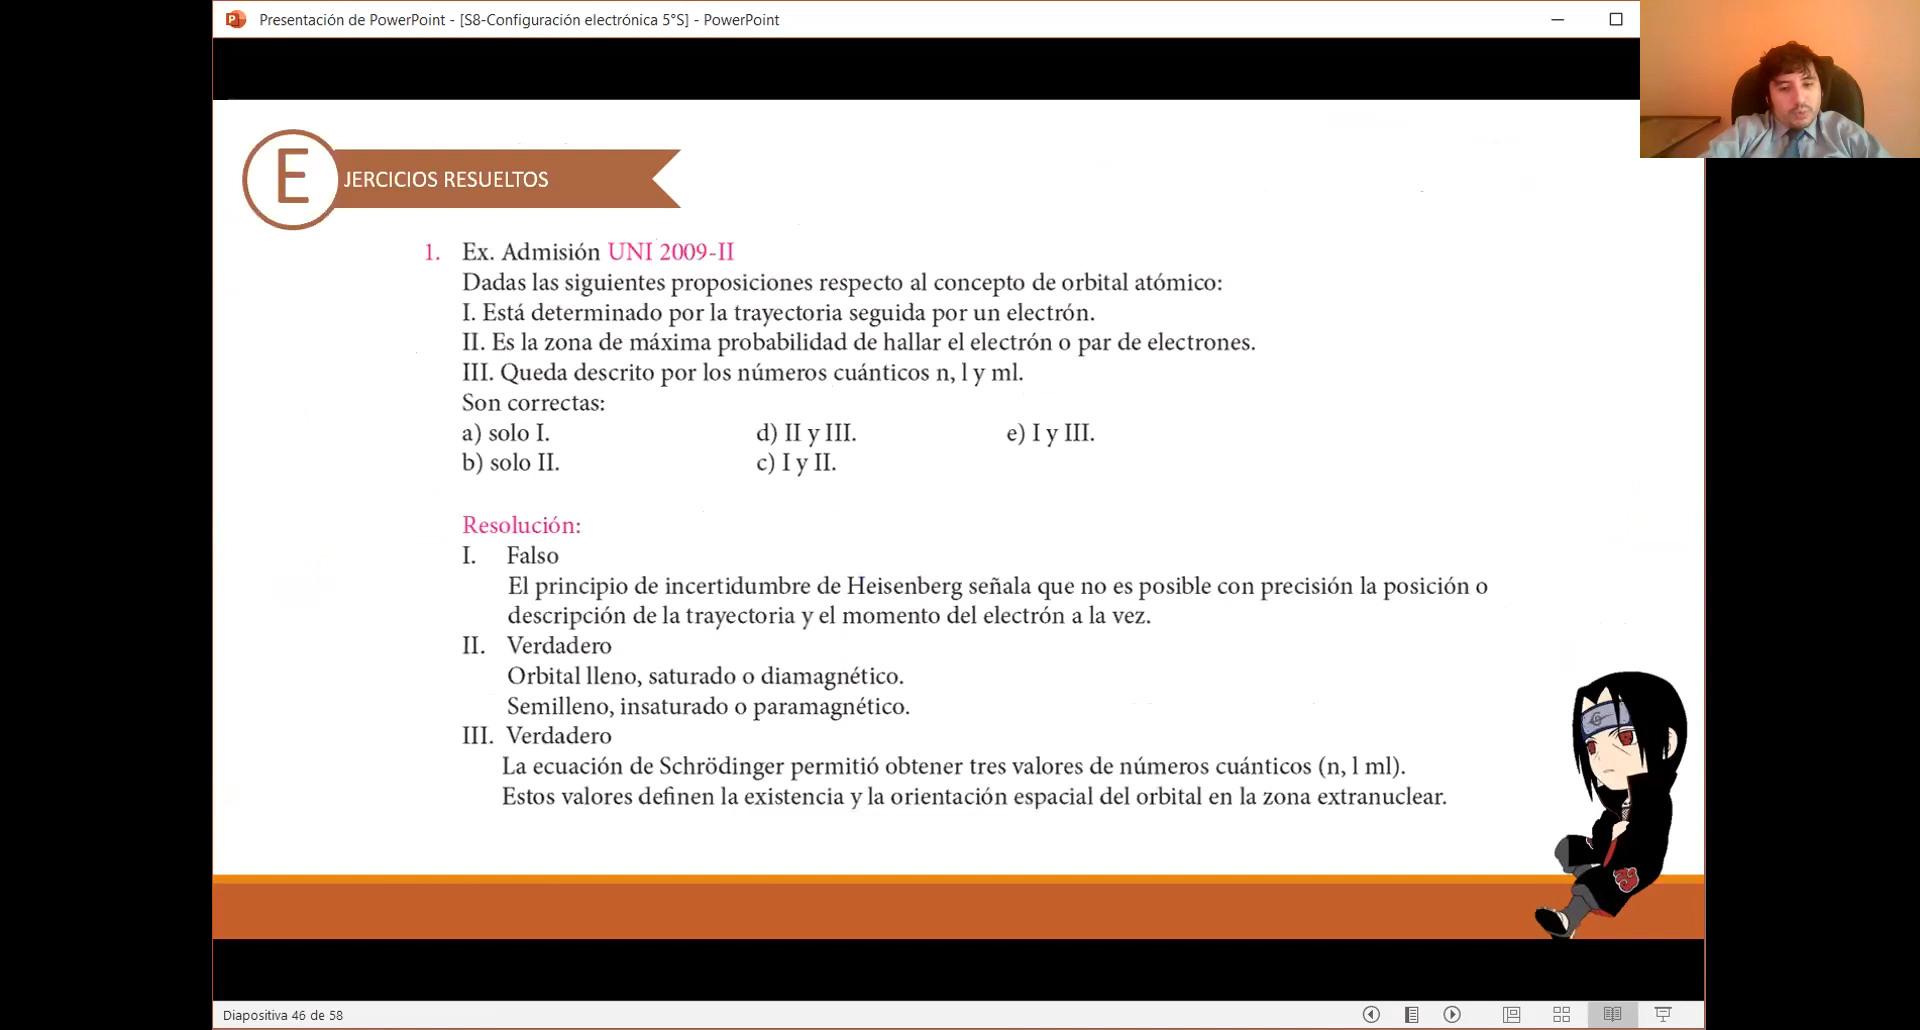 Presentación de PowerPoint - [S8-Configuración electrónica 5°S] - PowerPoint
E
JERCICIOS RESUELTOS
1. Ex. Admisión UNI 2009-II
Dadas las siguientes proposiciones respecto al concepto de orbital atómico:
I. Está determinado por la trayectoria seguida por un electrón.
II. Es la zona de máxima probabilidad de hallar el electrón o par de electrones.
III. Queda descrito por los números cuánticos n, l y ml.
Son correctas:
a) solo I. d) II y III. e) I y III.
b) solo II. c) I y II.
Resolución:
I. Falso
El principio de incertidumbre de Heisenberg señala que no es posible con precisión la posición o
descripción de la trayectoria y el momento del electrón a la vez.
II. Verdadero
Orbital lleno, saturado o diamagnético.
Semilleno, insaturado o paramagnético.
III. Verdadero
La ecuación de Schrödinger permitió obtener tres valores de números cuánticos (n, l ml).
Estos valores definen la existencia y la orientación espacial del orbital en la zona extranuclear.
Diapositiva 46 de 58